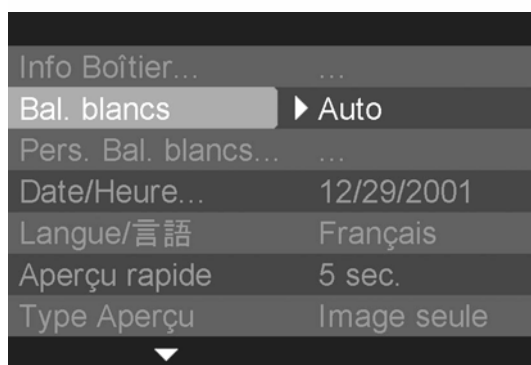 Info Boîtier... ...
Bal. blancs Auto
Pers. Bal. blancs... ...
Date/Heure... 12/29/2001
Langue/言語 Français
Aperçu rapide 5 sec.
Type Aperçu Image seule